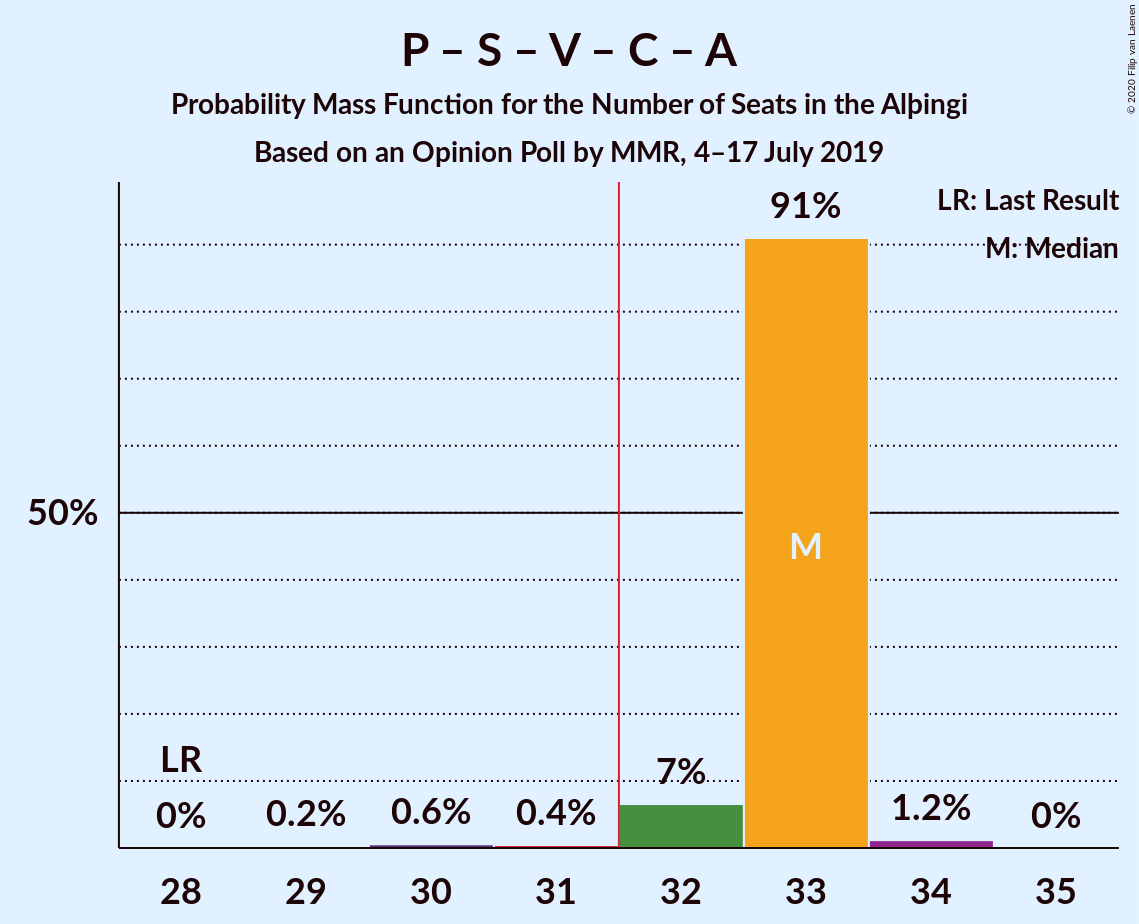 P – S – V – C – A
Probability Mass Function for the Number of Seats in the Alþingi
Based on an Opinion Poll by MMR, 4–17 July 2019
© 2020 Filip van Laenen
LR: Last Result
M: Median
91%
50%
M
LR
0%
0.2%
0.6%
0.4%
7%
1.2%
0%
28
29
30
31
32
33
34
35